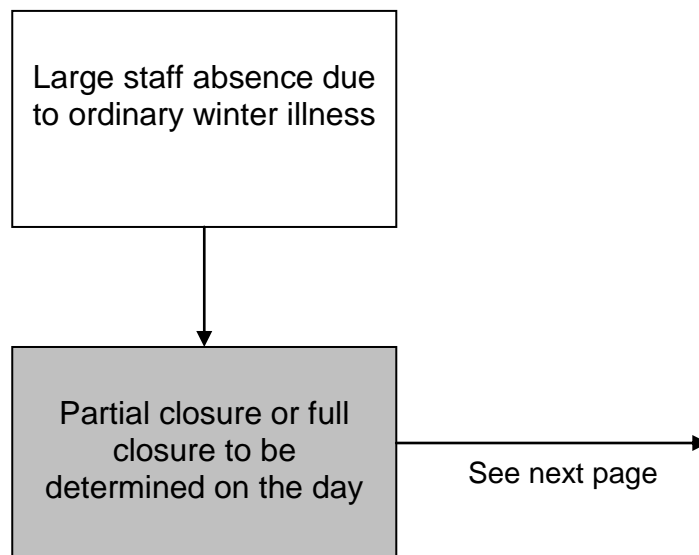 Large staff absence due
to ordinary winter illness
Partial closure or full
closure to be
determined on the day
See next page